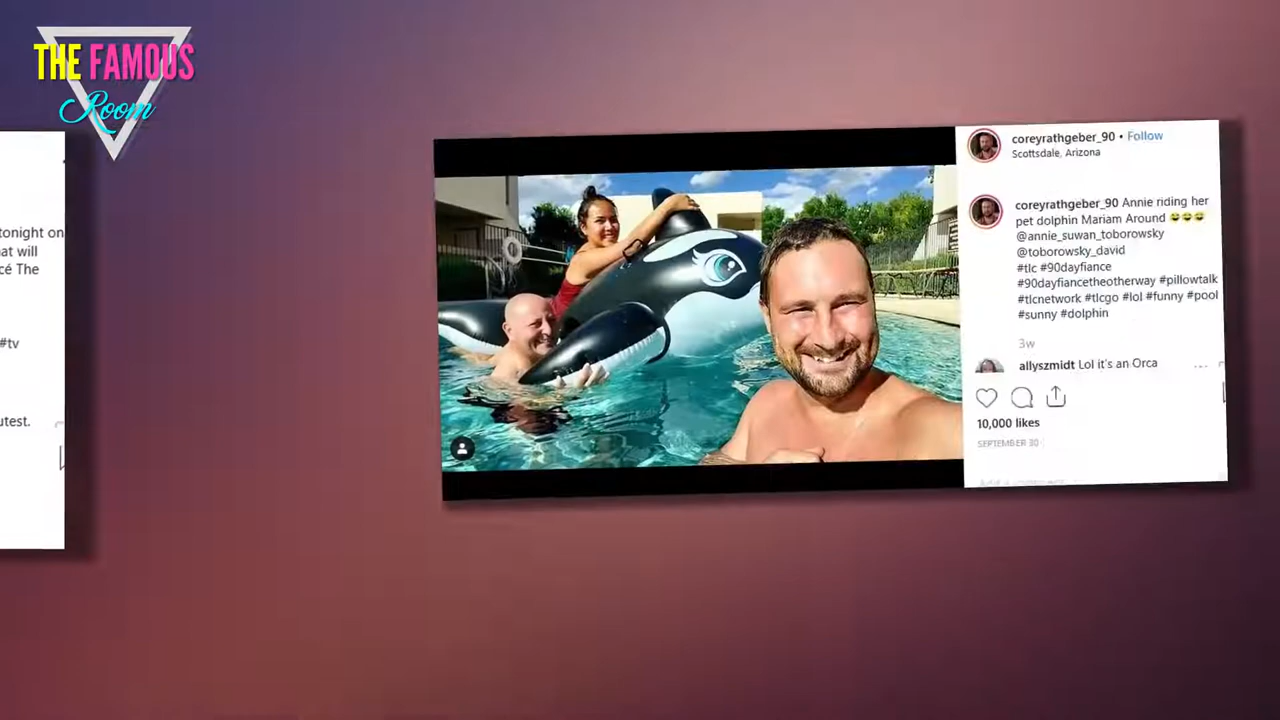 THE FAMOUS
Room
tonight on
at will
cé The
#tv
utest.
coreyrathgeber_90 • Follow
Scottsdale, Arizona
coreyrathgeber_90 Annie riding her
pet dolphin Mariam Around 😂😂😂
@annie_suwan_toborowsky
@toborowsky_david
#tlc #90dayfiance
#90dayfiancetheotherway #pillowtalk
#tlcnetwork #tlcgo #lol #funny #pool
#sunny #dolphin
3w
allyszmidt Lol it's an Orca
10,000 likes
SEPTEMBER 30